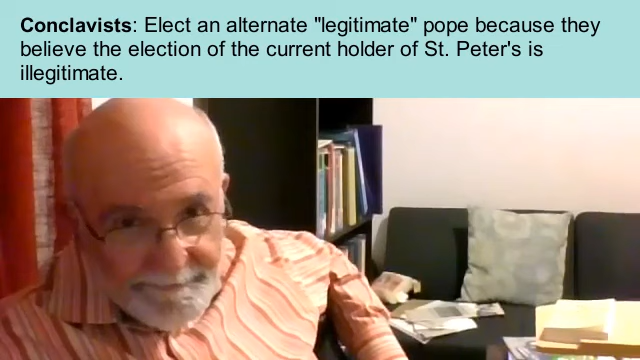 Conclavists: Elect an alternate "legitimate" pope because they
believe the election of the current holder of St. Peter's is
illegitimate.